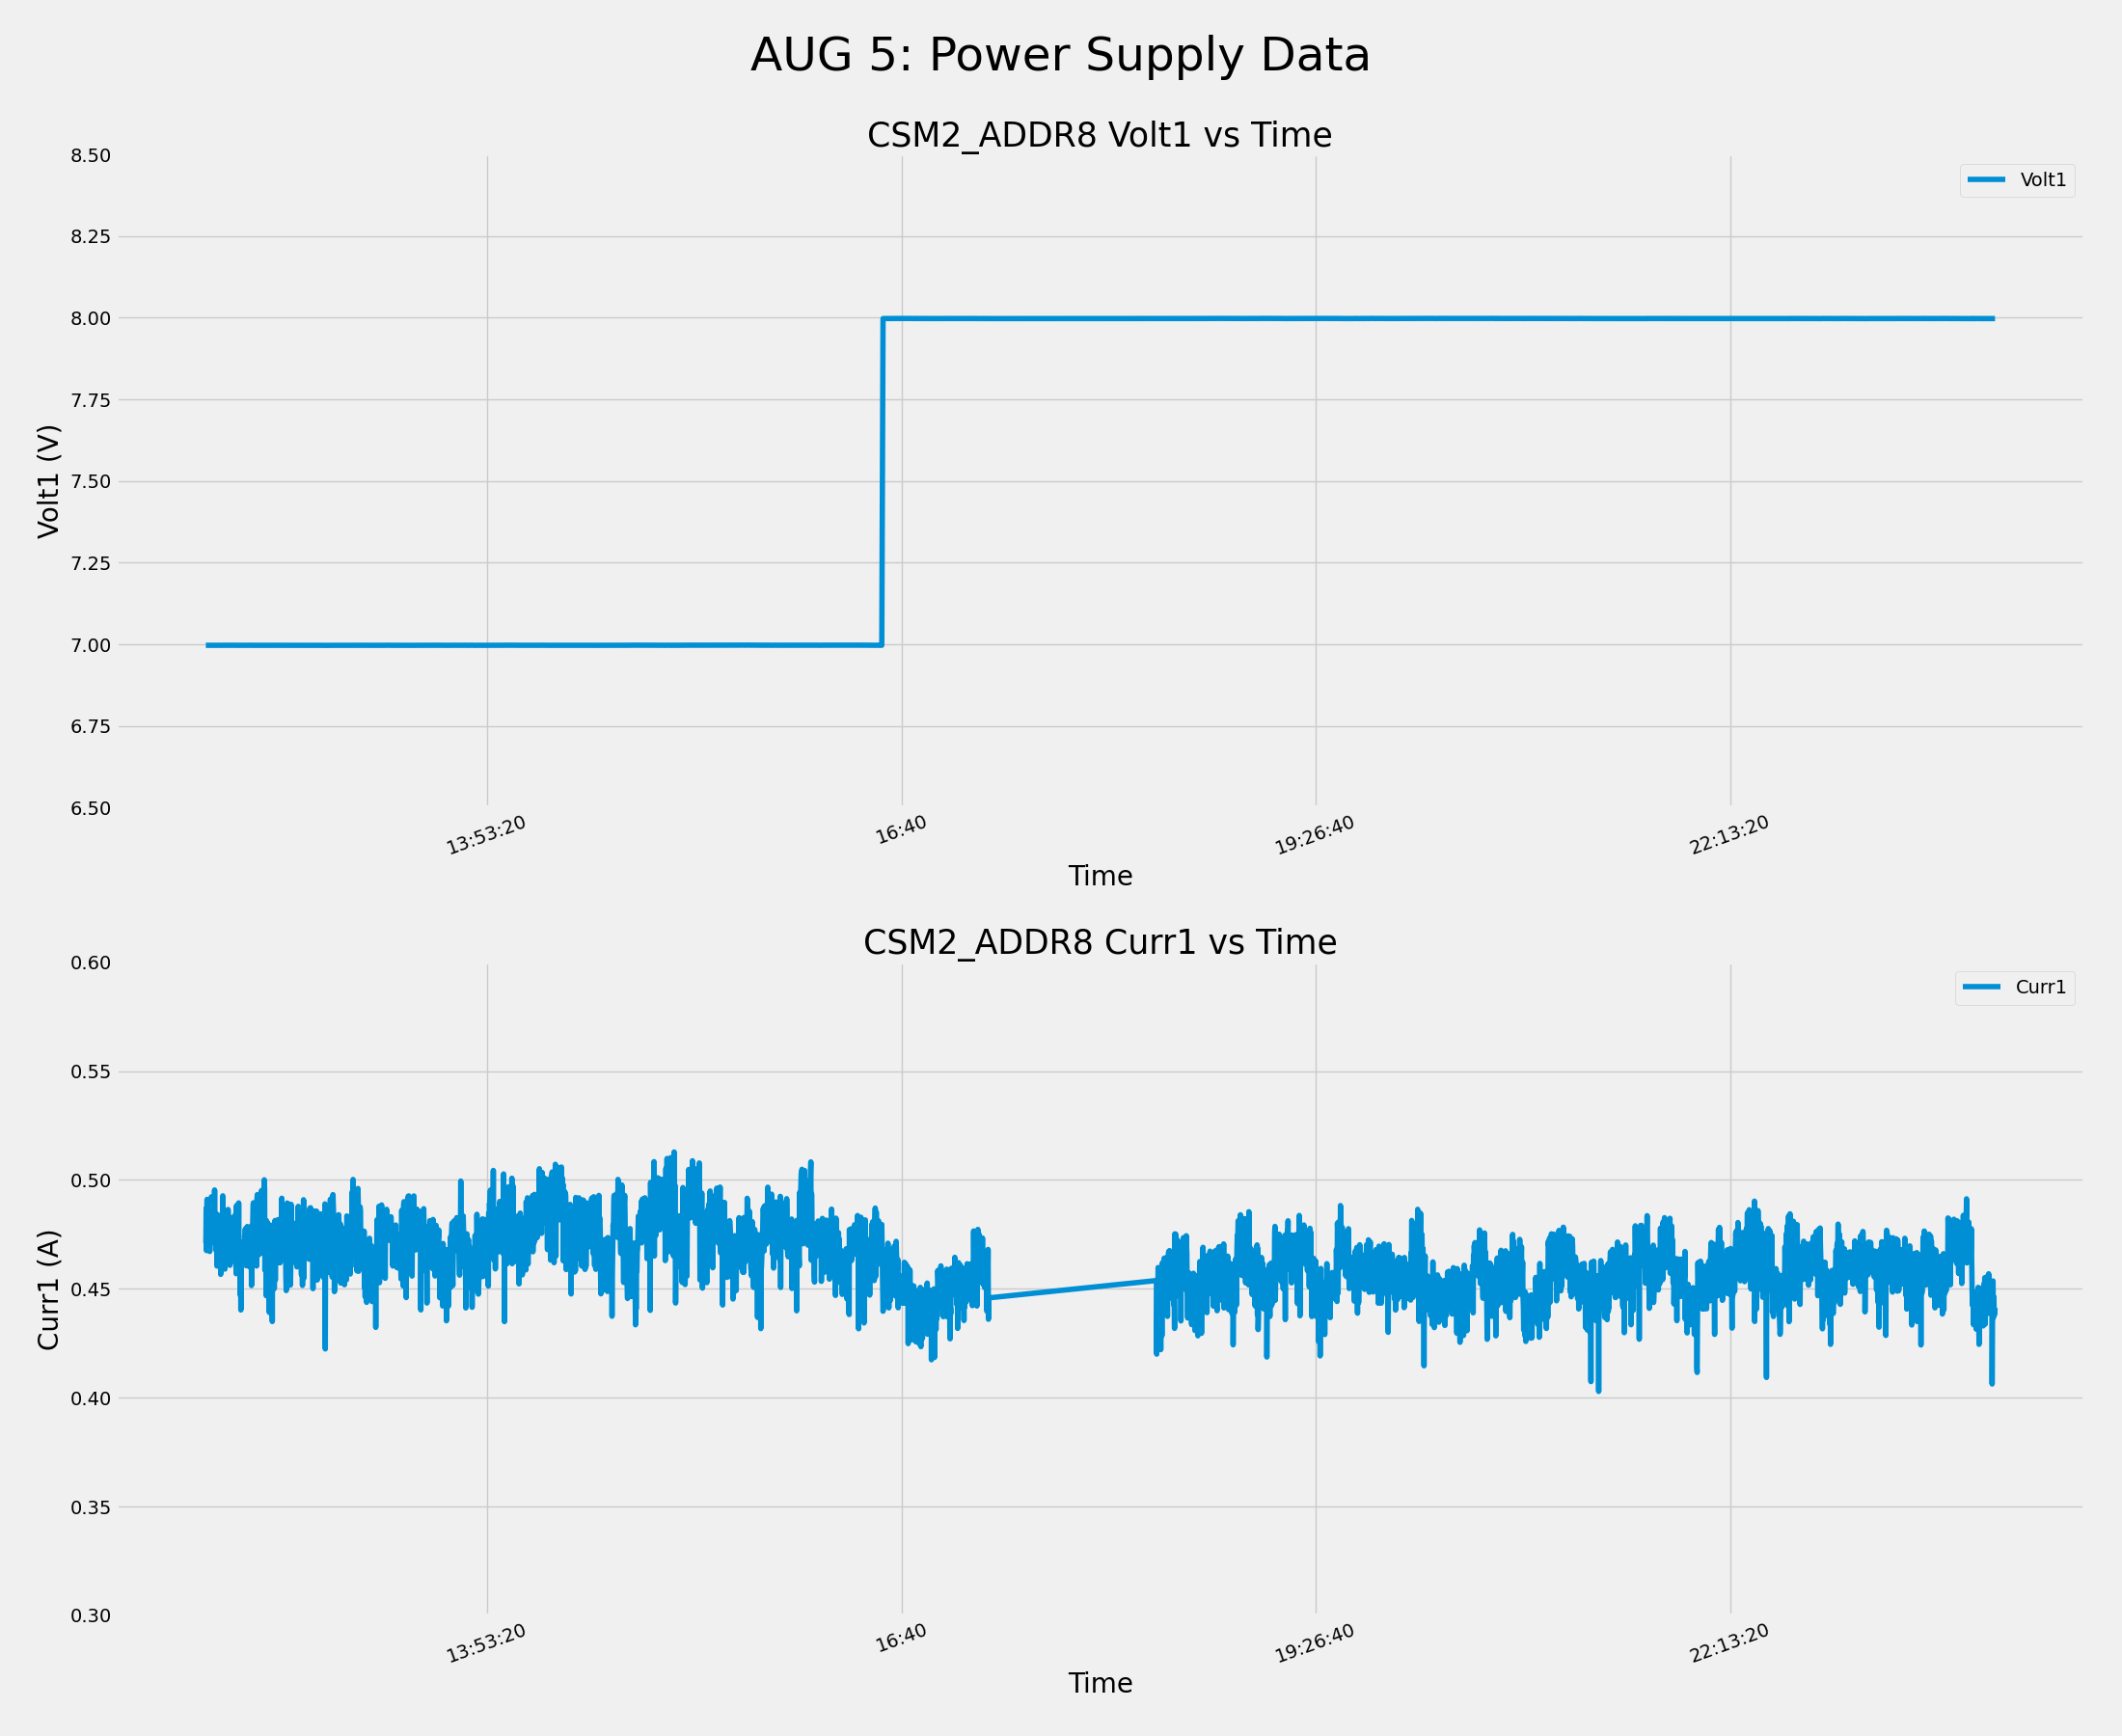 AUG 5: Power Supply Data
CSM2_ADDR8 Volt1 vs Time
Volt1
Volt1 (V)
8.50
8.25
8.00
7.75
7.50
7.25
7.00
6.75
6.50
13:53:20
16:40
19:26:40
22:13:20
Time
CSM2_ADDR8 Curr1 vs Time
Curr1
Curr1 (A)
0.60
0.55
0.50
0.45
0.40
0.35
0.30
13:53:20
16:40
19:26:40
22:13:20
Time